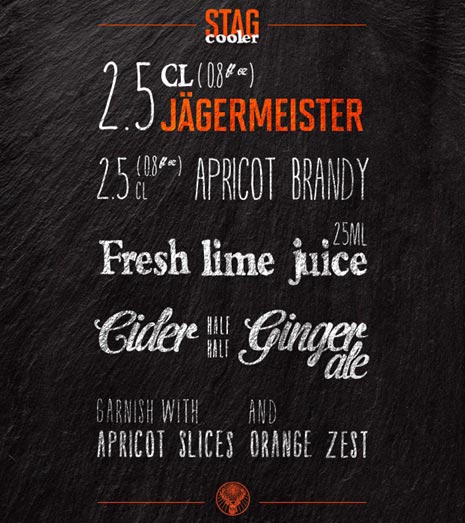 STAG
cooler
2.5 CL (0.8 fl oz)
JÄGERMEISTER
2.5 CL (0.8 fl oz) APRICOT BRANDY
25ML
Fresh lime juice
Cider HALF HALF Ginger ale
GARNISH WITH AND
APRICOT SLICES ORANGE ZEST